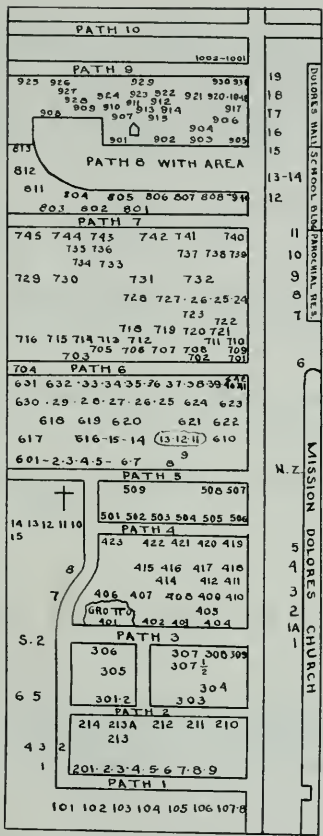 PATH 10
1002-1001
PATH 9
925 926 929 930 931
927
928 924 923 922 921 920-19-18
909 910 911 912 917
908 907 913 914 906
915
904
901 902 903 905
813 PATH 8 WITH AREA
812
811
804 805 806 807 808-910
803 802 801
PATH 7
745 744 743 742 741 740
735 736 737 738 739
734 733
729 730 731 732
728 727-26-25-24
723
722
718 719 720 721
716 715 714 713 712 711 710
705 706 707 708 709
703 702 701
704 PATH 6
631 632-33-34-35-36 37-38-39-40 41
630-29-28-27-26-25 624 623
618 619 620 621 622
617 616-15-14 13-12-11 610
9
601-2-3-4-5-6-7 8
PATH 5
509 508 507
501 502 503 504 505 506
14 13 12 11 10
15
PATH 4
423 422 421 420 419
8 415 416 417 418
414 412 411
7 406 407 408 409 410
GROTTO 405
401 402 403 404
PATH 3
S.2
306 307 308 309
307 1/2
305
304
301-2 303
6 5
PATH 2
214 213A 212 211 210
213
4 3 2
1
201-2-3-4-5-6-7-8-9
PATH 1
101 102 103 104 105 106 107-8
19
18
17
16
15
13-14
12
11
10
9
8
7
6
N.Z.
5
4
3
2
1A
1
DOLORES HALL SCHOOL BLDG PAROCHIAL RES.
MISSION DOLORES CHURCH